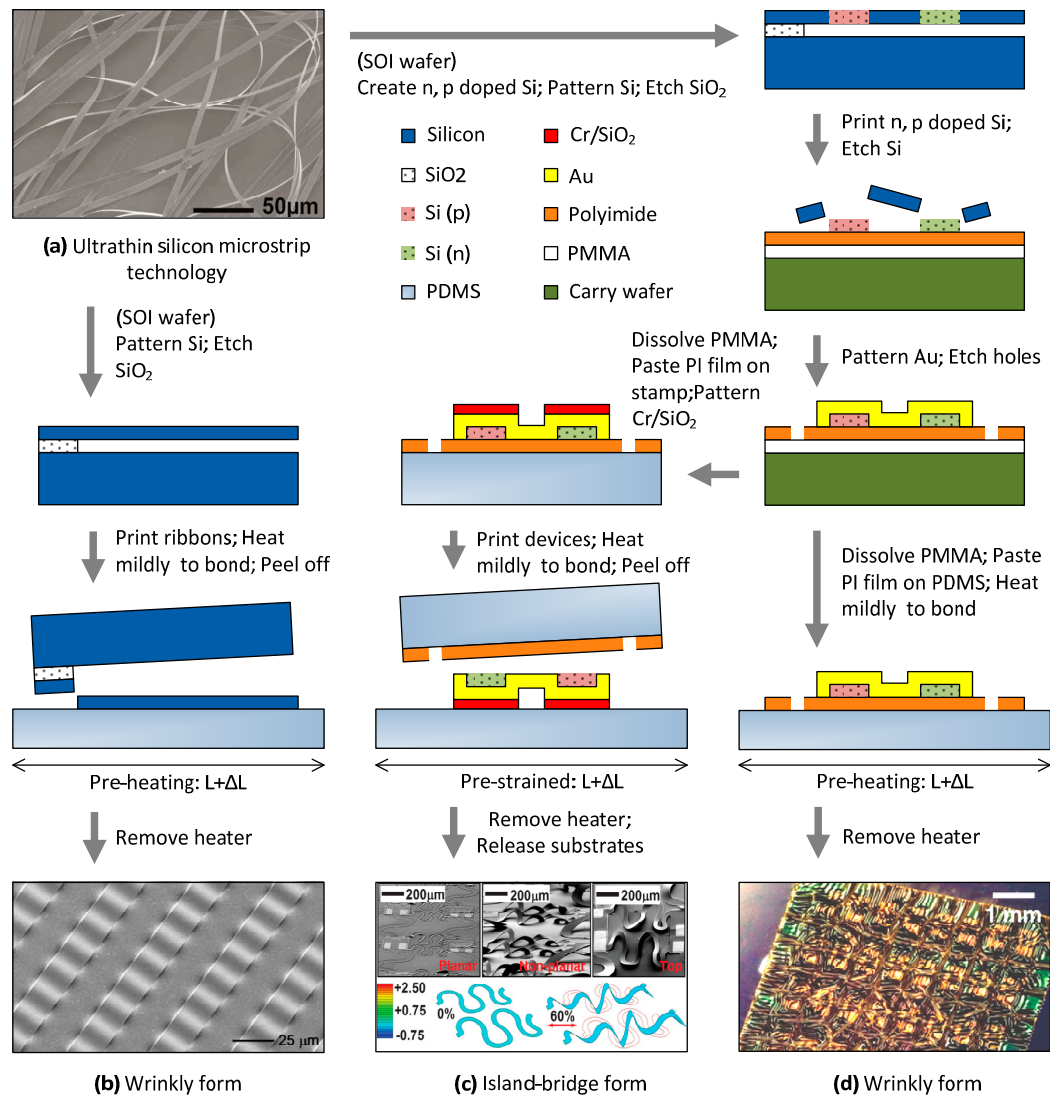 50μm
(a) Ultrathin silicon microstrip
technology
(SOI wafer)
Create n, p doped Si; Pattern Si; Etch SiO₂
Silicon
Cr/SiO₂
SiO2
Au
Si (p)
Polyimide
Si (n)
PMMA
PDMS
Carry wafer
Print n, p doped Si;
Etch Si
(SOI wafer)
Pattern Si; Etch
SiO₂
Dissolve PMMA;
Paste PI film on
stamp;Pattern
Cr/SiO₂
Pattern Au; Etch holes
Print ribbons; Heat
mildly to bond; Peel off
Print devices; Heat
mildly to bond; Peel off
Dissolve PMMA; Paste
PI film on PDMS; Heat
mildly to bond
Pre-heating: L+ΔL
Pre-strained: L+ΔL
Pre-heating: L+ΔL
Remove heater
Remove heater;
Release substrates
Remove heater
25 μm
200μm
200μm
200μm
Planar
Non-planar
Top
+2.50
+0.75
-0.75
0%
60%
1 mm
(b) Wrinkly form
(c) Island-bridge form
(d) Wrinkly form